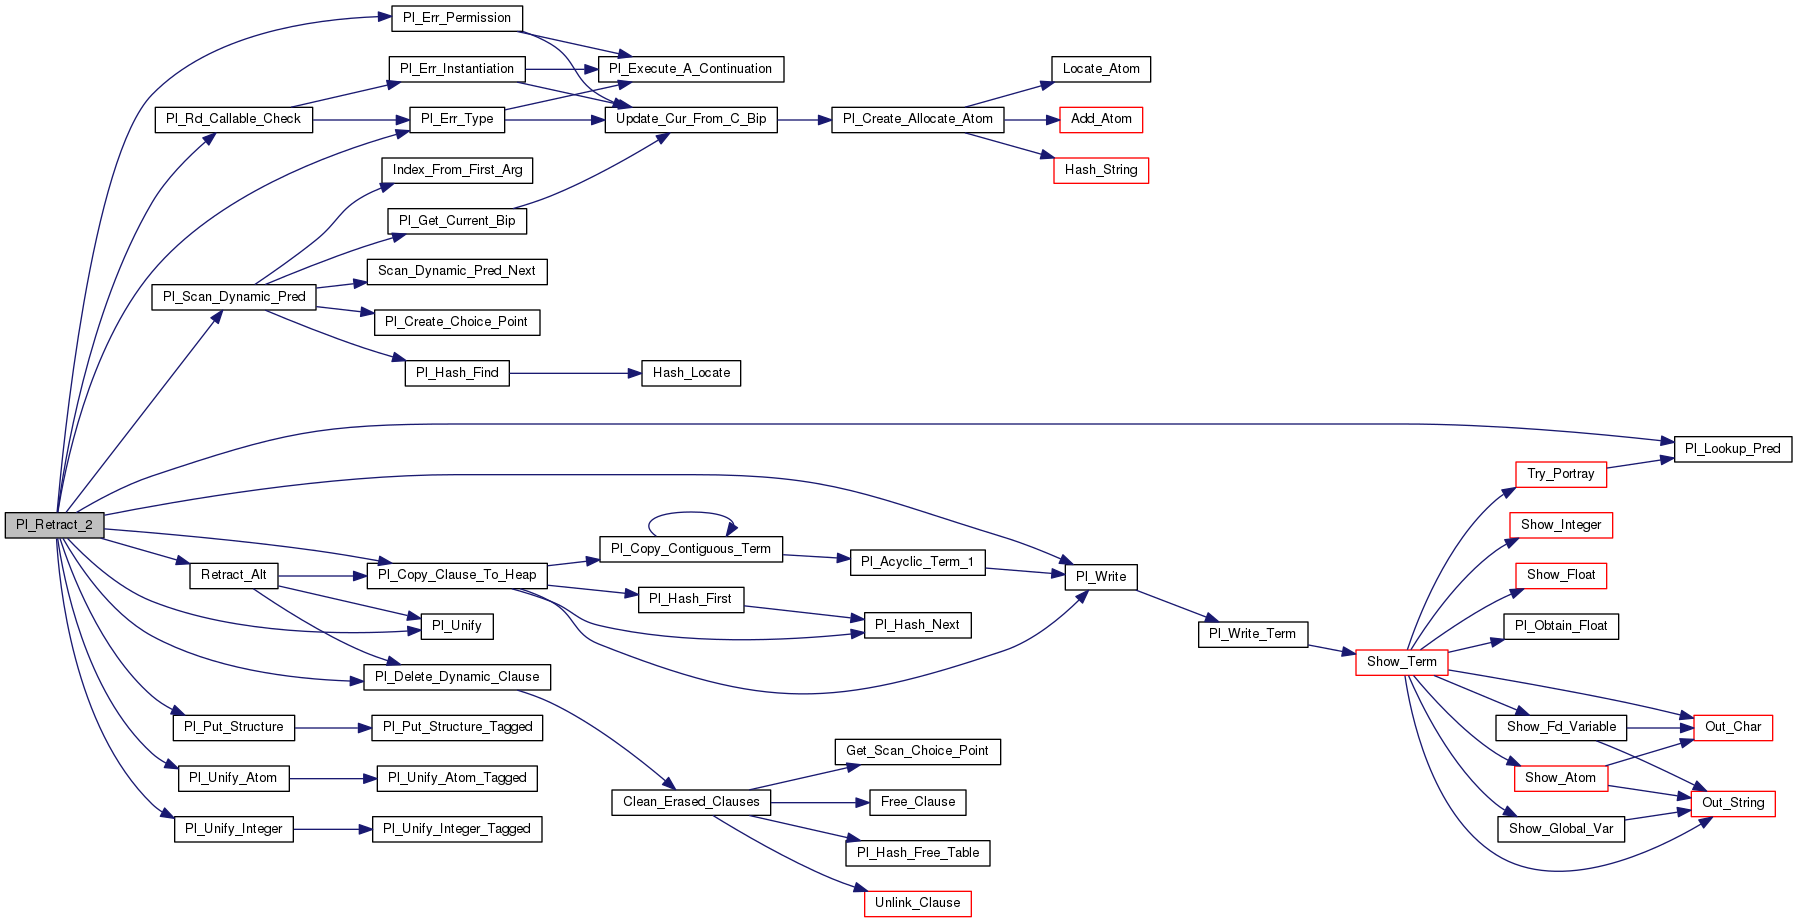 Pl_Err_Permission
Pl_Err_Instantiation
Pl_Execute_A_Continuation
Locate_Atom
Pl_Rd_Callable_Check
Pl_Err_Type
Update_Cur_From_C_Bip
Pl_Create_Allocate_Atom
Add_Atom
Index_From_First_Arg
Hash_String
Pl_Get_Current_Bip
Scan_Dynamic_Pred_Next
Pl_Scan_Dynamic_Pred
Pl_Create_Choice_Point
Pl_Hash_Find
Hash_Locate
Pl_Lookup_Pred
Try_Portray
Pl_Retract_2
Show_Integer
Pl_Copy_Contiguous_Term
Pl_Acyclic_Term_1
Retract_Alt
Pl_Copy_Clause_To_Heap
Pl_Write
Show_Float
Pl_Hash_First
Pl_Unify
Pl_Hash_Next
Pl_Obtain_Float
Pl_Write_Term
Show_Term
Pl_Delete_Dynamic_Clause
Pl_Put_Structure
Pl_Put_Structure_Tagged
Show_Fd_Variable
Out_Char
Get_Scan_Choice_Point
Pl_Unify_Atom
Pl_Unify_Atom_Tagged
Show_Atom
Clean_Erased_Clauses
Free_Clause
Out_String
Pl_Unify_Integer
Pl_Unify_Integer_Tagged
Show_Global_Var
Pl_Hash_Free_Table
Unlink_Clause